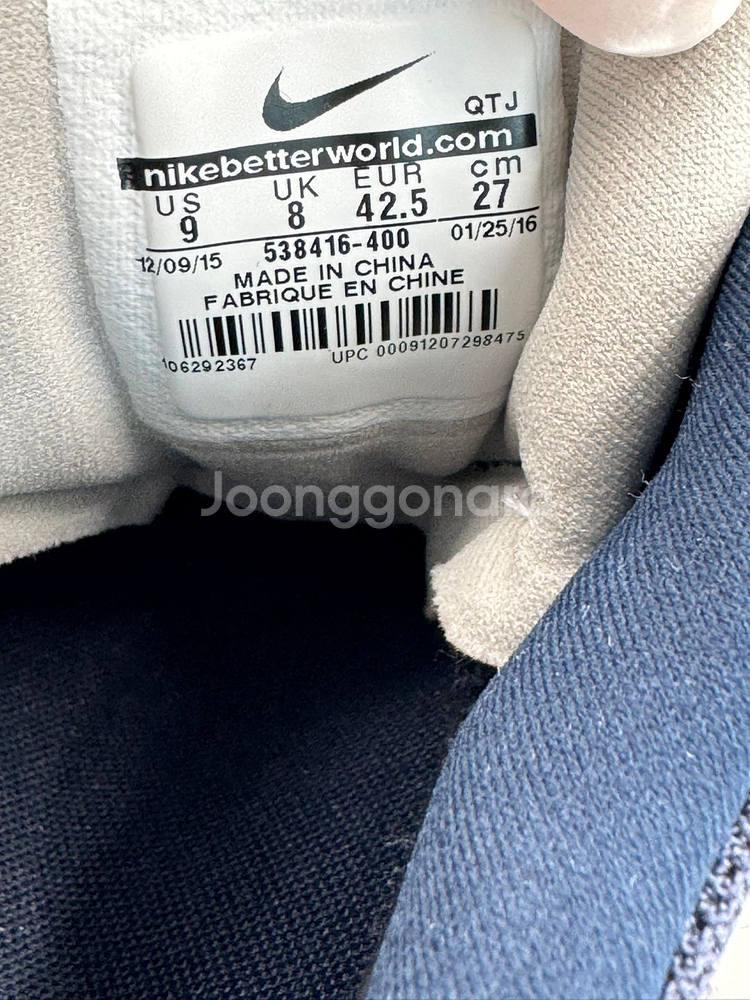 QTJ
nikebetterworld.com
US UK EUR cm
9 8 42.5 27
12/09/15 538416-400 01/25/16
MADE IN CHINA
FABRIQUE EN CHINE
106292367 UPC 00091207298475